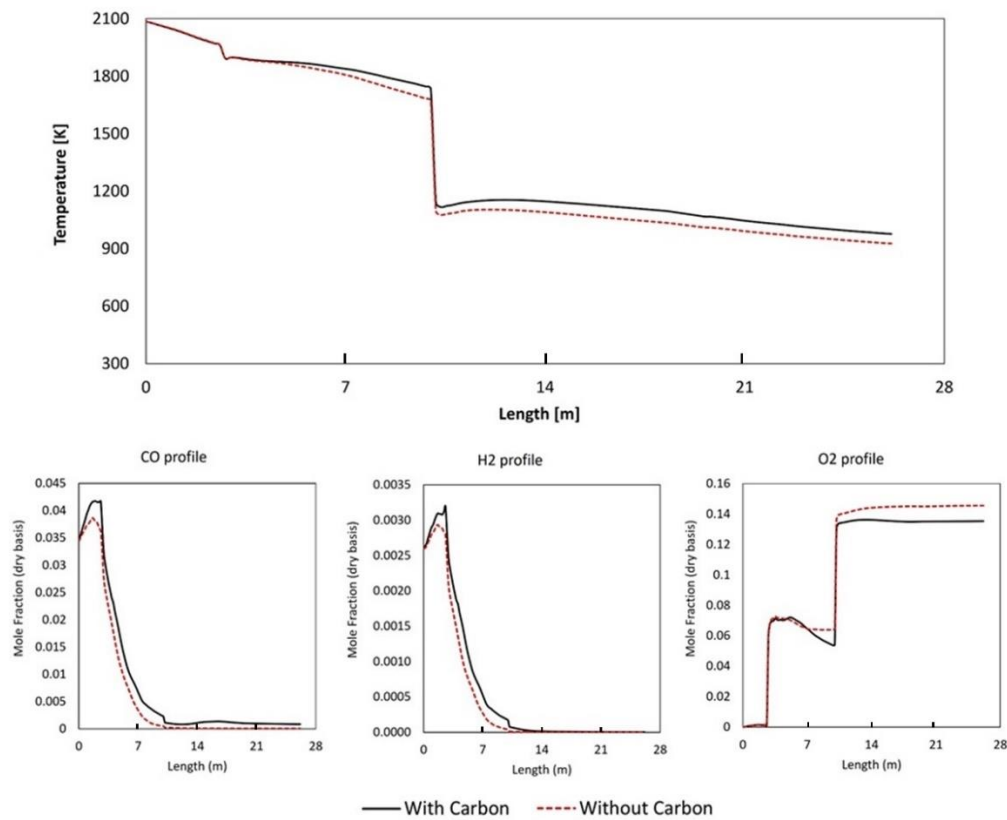 2100
1800
1500
1200
900
600
300
Temperature [K]
0 7 14 21 28
Length [m]
CO profile
0.045
0.04
0.035
0.03
0.025
0.02
0.015
0.01
0.005
0
Mole Fraction (dry basis)
0 7 14 21 28
Length (m)
H2 profile
0.0035
0.0030
0.0025
0.0020
0.0015
0.0010
0.0005
0.0000
Mole Fraction (dry basis)
0 7 14 21 28
Length (m)
O2 profile
0.16
0.14
0.12
0.1
0.08
0.06
0.04
0.02
0
Mole Fraction (dry basis)
0 7 14 21 28
Length (m)
With Carbon Without Carbon